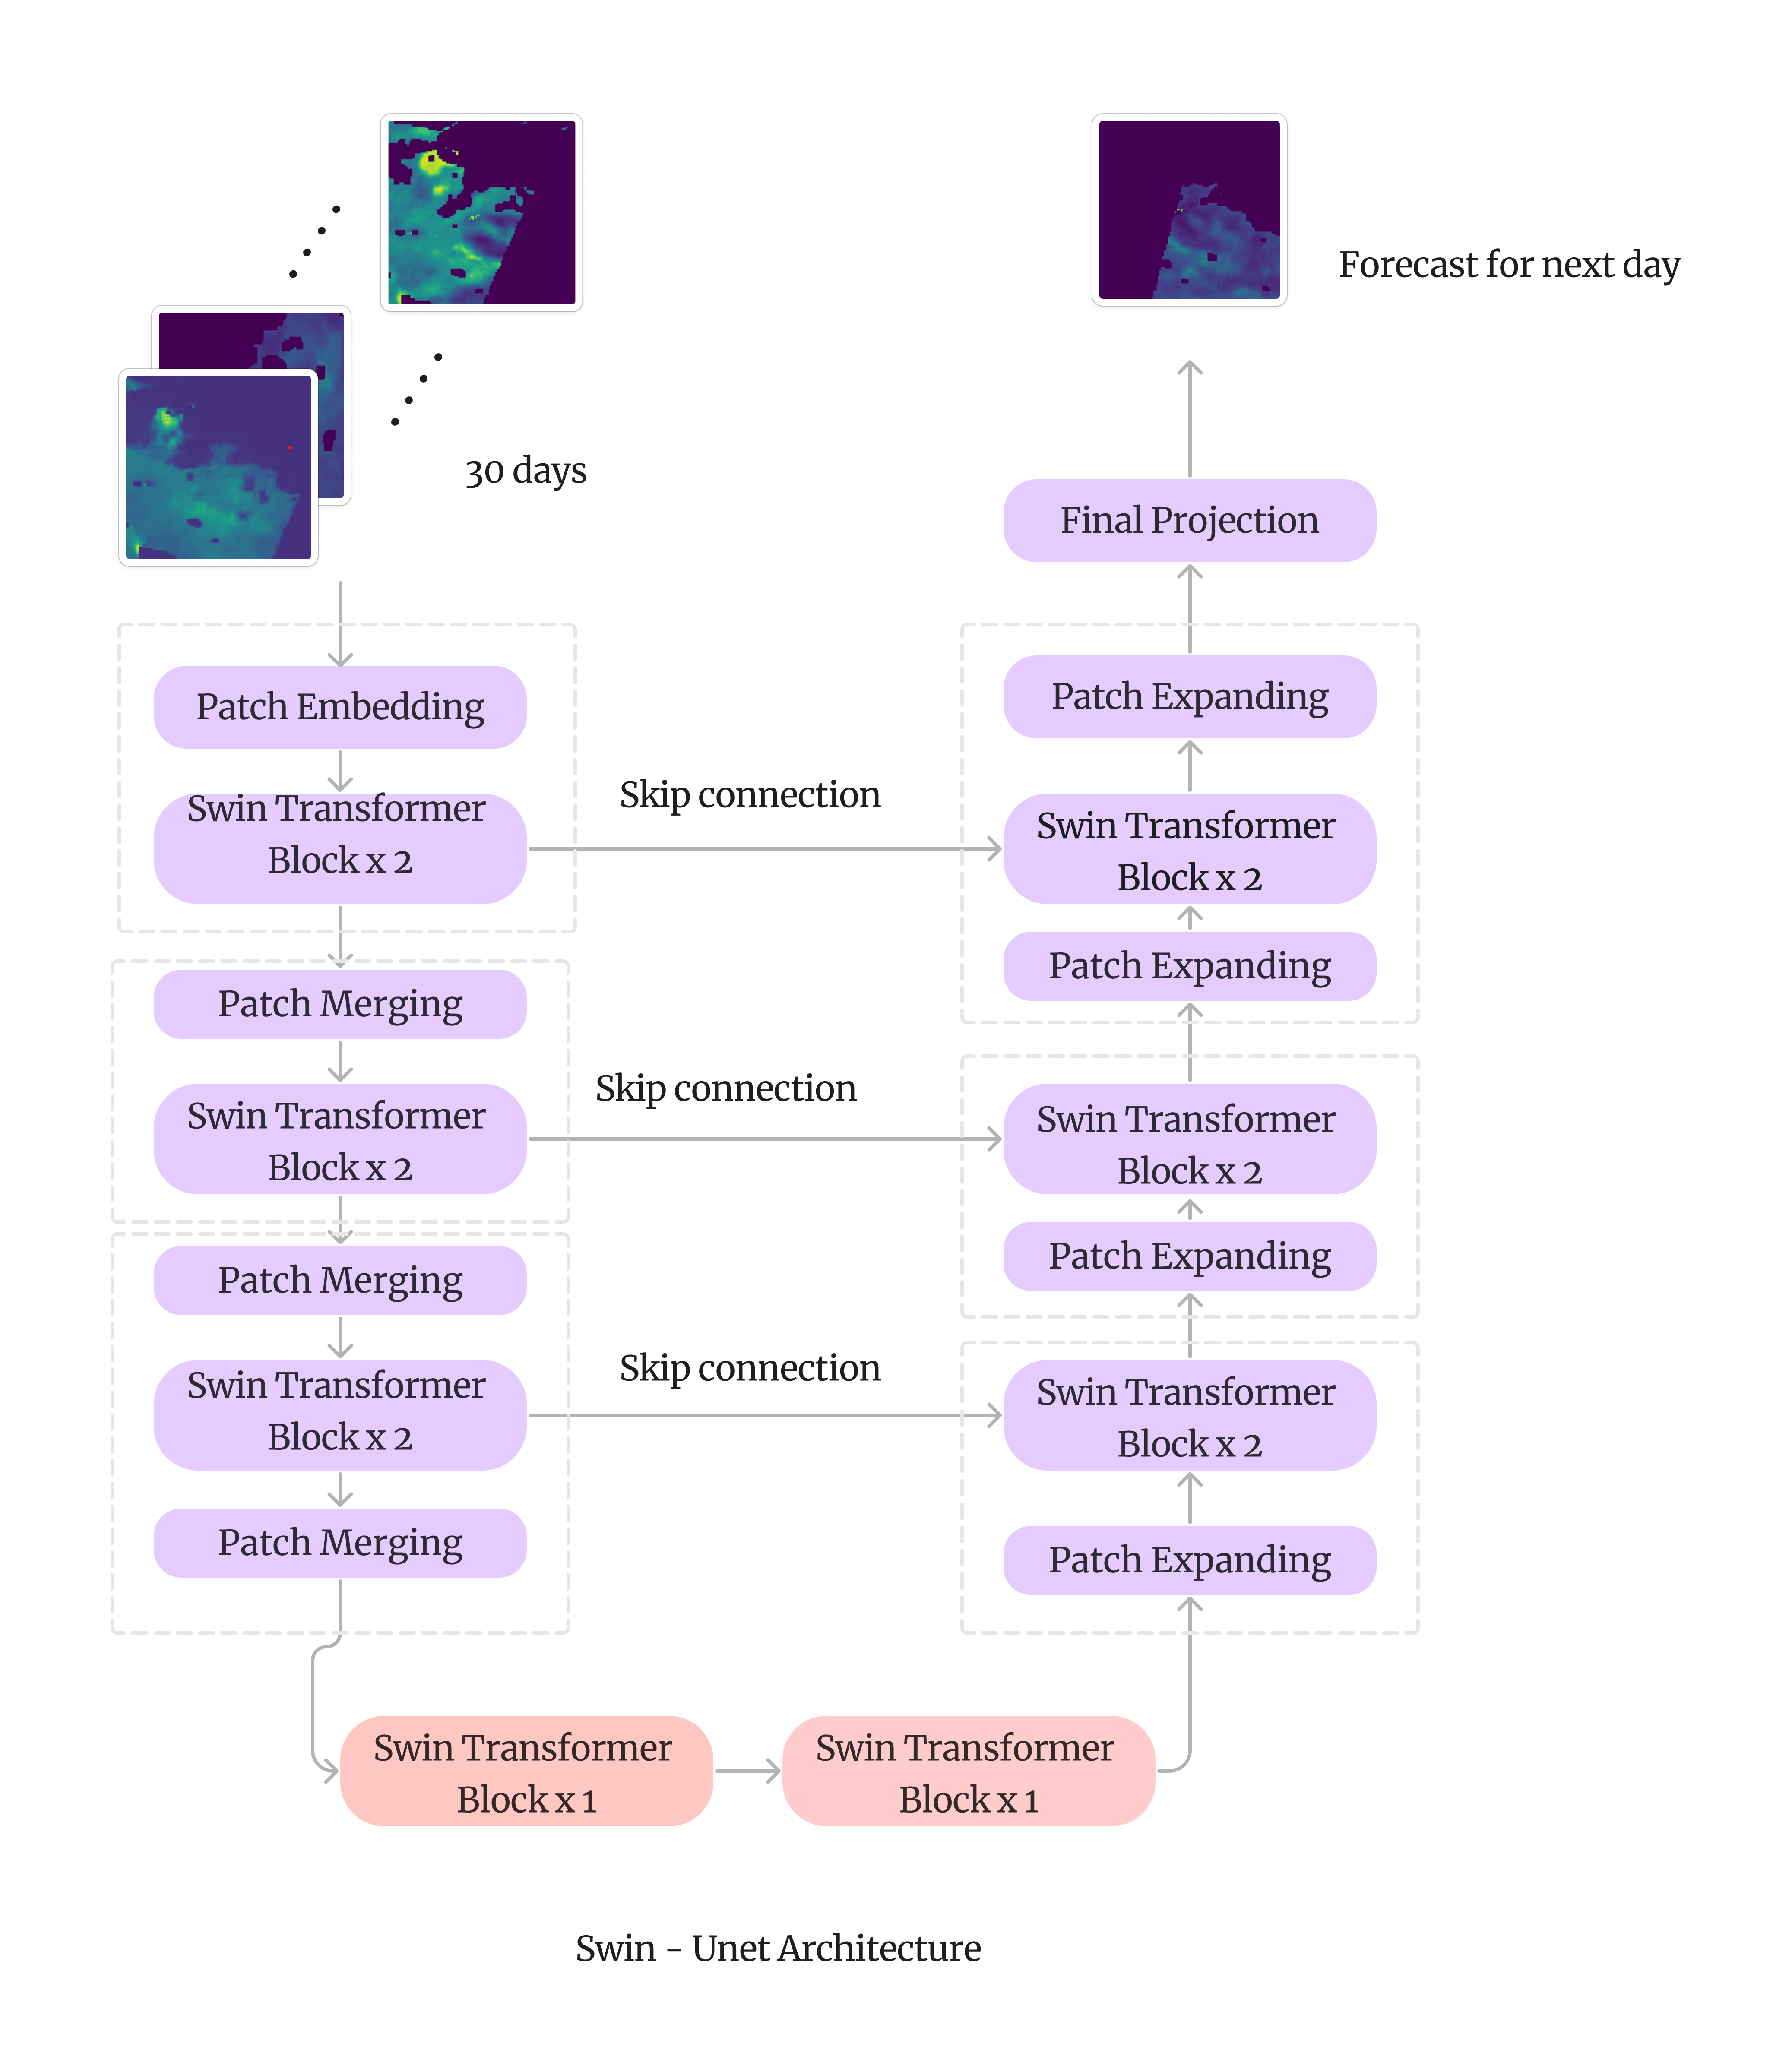 Forecast for next day
30 days
Final Projection
Patch Embedding
Swin Transformer
Block x 2
Patch Merging
Swin Transformer
Block x 2
Patch Merging
Swin Transformer
Block x 2
Patch Merging
Skip connection
Skip connection
Skip connection
Patch Expanding
Swin Transformer
Block x 2
Patch Expanding
Swin Transformer
Block x 2
Patch Expanding
Swin Transformer
Block x 2
Patch Expanding
Swin Transformer
Block x 1
Swin Transformer
Block x 1
Swin - Unet Architecture